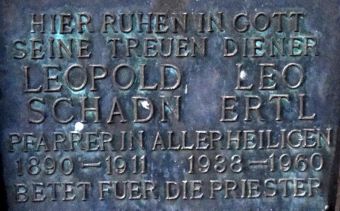 HIER RUHEN IN GOTT
SEINE TREUEN DIENER
LEOPOLD LEO
SCHADN ERTL
PFARRER IN ALLERHEILIGEN
1890-1911 1938-1960
BETET FUER DIE PRIESTER